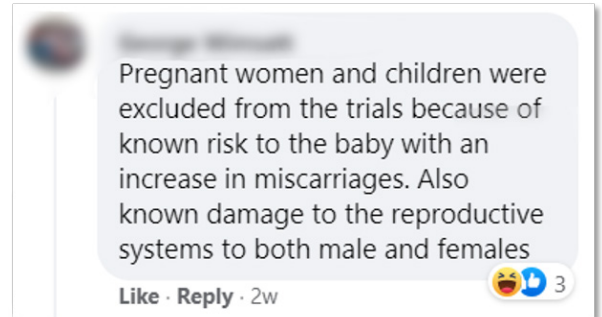 Pregnant women and children were
excluded from the trials because of
known risk to the baby with an
increase in miscarriages. Also
known damage to the reproductive
systems to both male and females
3
Like · Reply · 2w